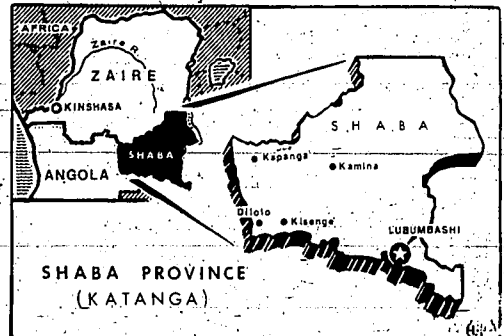 AFRICA
Zaire R.
ZAIRE
KINSHASA
ANGOLA
SHABA
SHABA PROVINCE
(KATANGA)
SHABA
Kapanga
Kamina
Dilolo
Kisenge
LUBUMBASHI